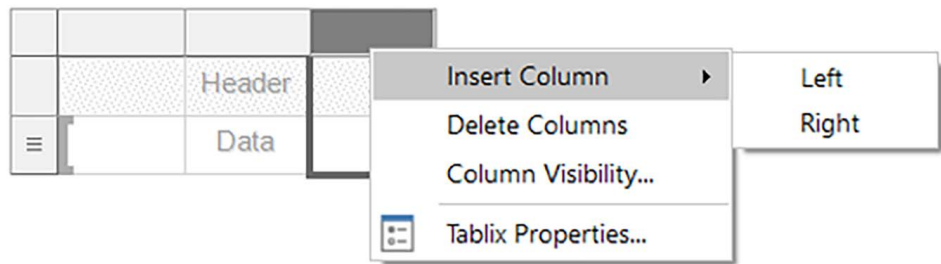 Header
Data
Insert Column
Delete Columns
Column Visibility...
Tablix Properties...
Left
Right